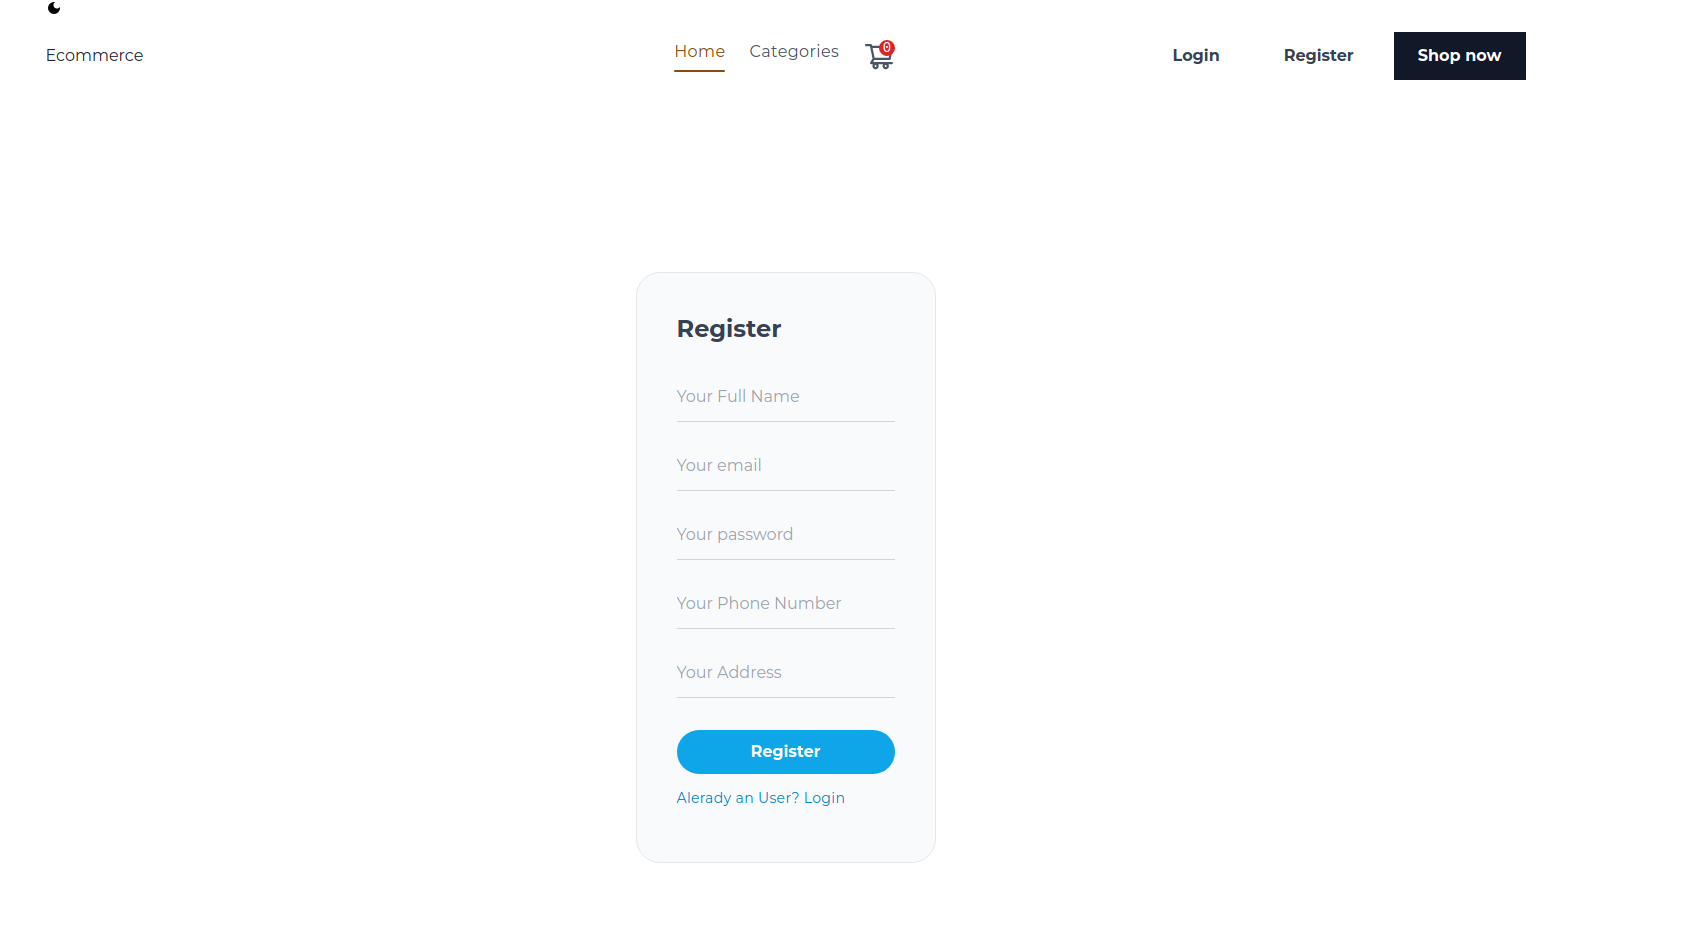 Ecommerce
Home
Categories
0
Login
Register
Shop now
Register
Your Full Name
Your email
Your password
Your Phone Number
Your Address
Register
Alerady an User? Login